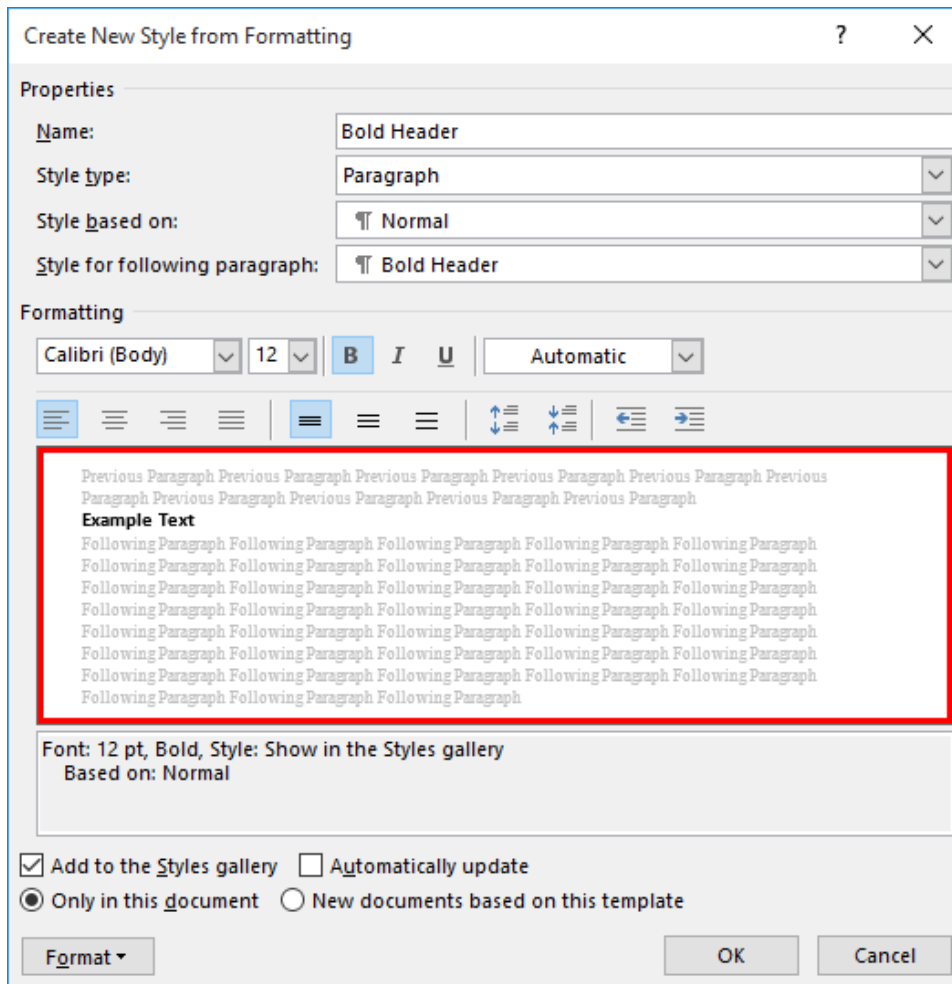 Create New Style from Formatting ?
Properties
Name: Bold Header
Style type: Paragraph
Style based on: ¶ Normal
Style for following paragraph: ¶ Bold Header
Formatting
Calibri (Body) 12 B I U Automatic
Previous Paragraph Previous Paragraph Previous Paragraph Previous Paragraph Previous Paragraph Previous
Paragraph Previous Paragraph Previous Paragraph Previous Paragraph Previous Paragraph
Example Text
Following Paragraph Following Paragraph Following Paragraph Following Paragraph Following Paragraph
Following Paragraph Following Paragraph Following Paragraph Following Paragraph Following Paragraph
Following Paragraph Following Paragraph Following Paragraph Following Paragraph Following Paragraph
Following Paragraph Following Paragraph Following Paragraph Following Paragraph Following Paragraph
Following Paragraph Following Paragraph Following Paragraph Following Paragraph Following Paragraph
Following Paragraph Following Paragraph Following Paragraph Following Paragraph Following Paragraph
Following Paragraph Following Paragraph Following Paragraph Following Paragraph Following Paragraph
Following Paragraph Following Paragraph Following Paragraph
Font: 12 pt, Bold, Style: Show in the Styles gallery
Based on: Normal
Add to the Styles gallery Automatically update
Only in this document New documents based on this template
Format OK Cancel